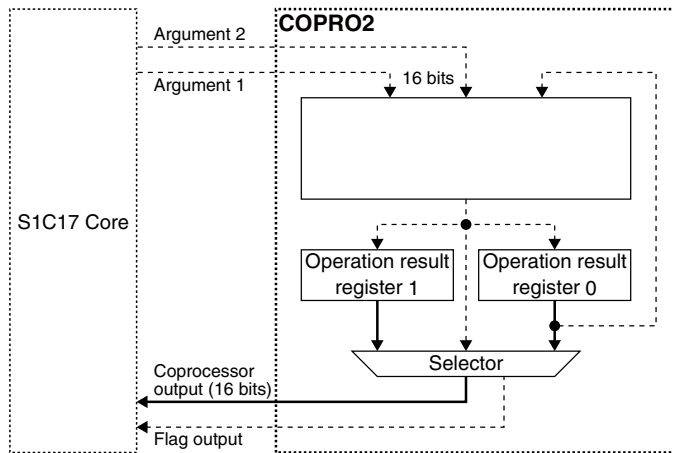 COPRO2
Argument 2
Argument 1
16 bits
S1C17 Core
Operation result
register 1
Operation result
register 0
Selector
Coprocessor
output (16 bits)
Flag output